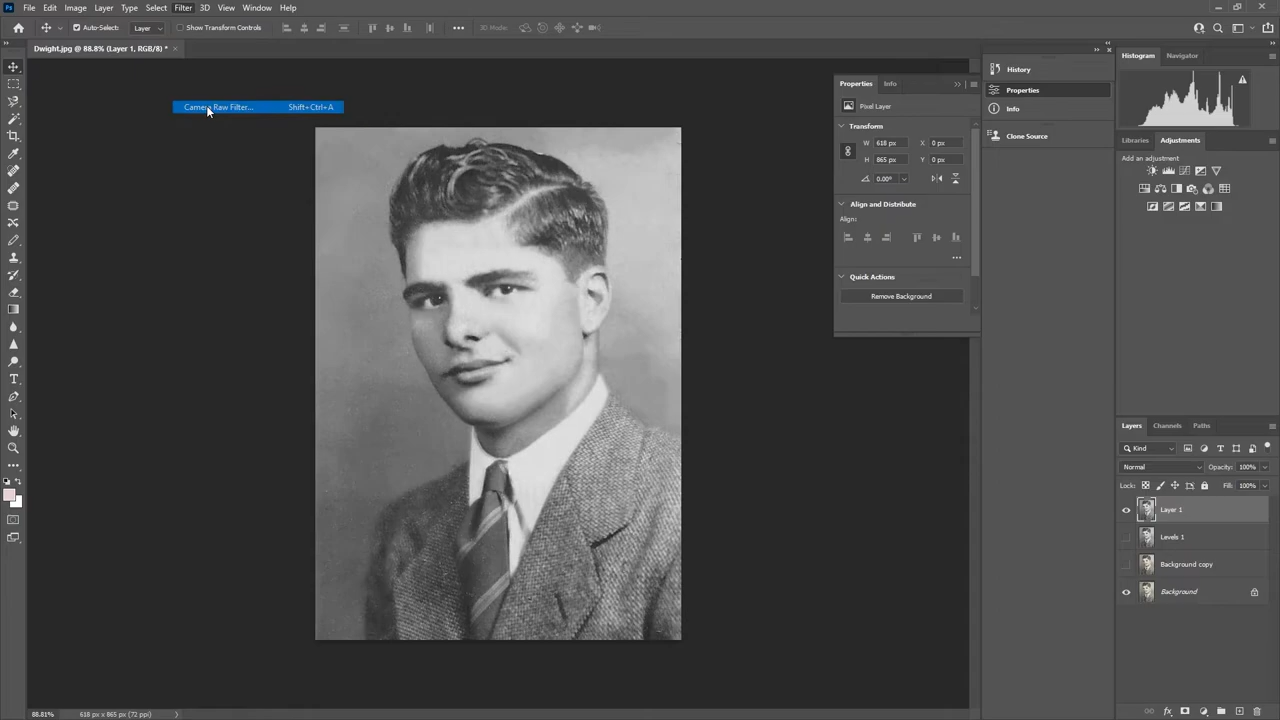 Ps File Edit Image Layer Type Select Filter 3D View Window Help
Auto-Select: Layer Show Transform Controls 3D Mode:
Dwight.jpg @ 88.8% (Layer 1, RGB/8) *
Camera Raw Filter... Shift+Ctrl+A
Properties Info
Pixel Layer
Transform
W 618 px X 0 px
H 865 px Y 0 px
0.00°
Align and Distribute
Align:
Quick Actions
Remove Background
History
Properties
Info
Clone Source
Histogram Navigator
Libraries Adjustments
Add an adjustment
Layers Channels Paths
Kind
Normal Opacity: 100%
Lock: Fill: 100%
Layer 1
Levels 1
Background copy
Background
88.81% 618 px x 865 px (72 ppi)